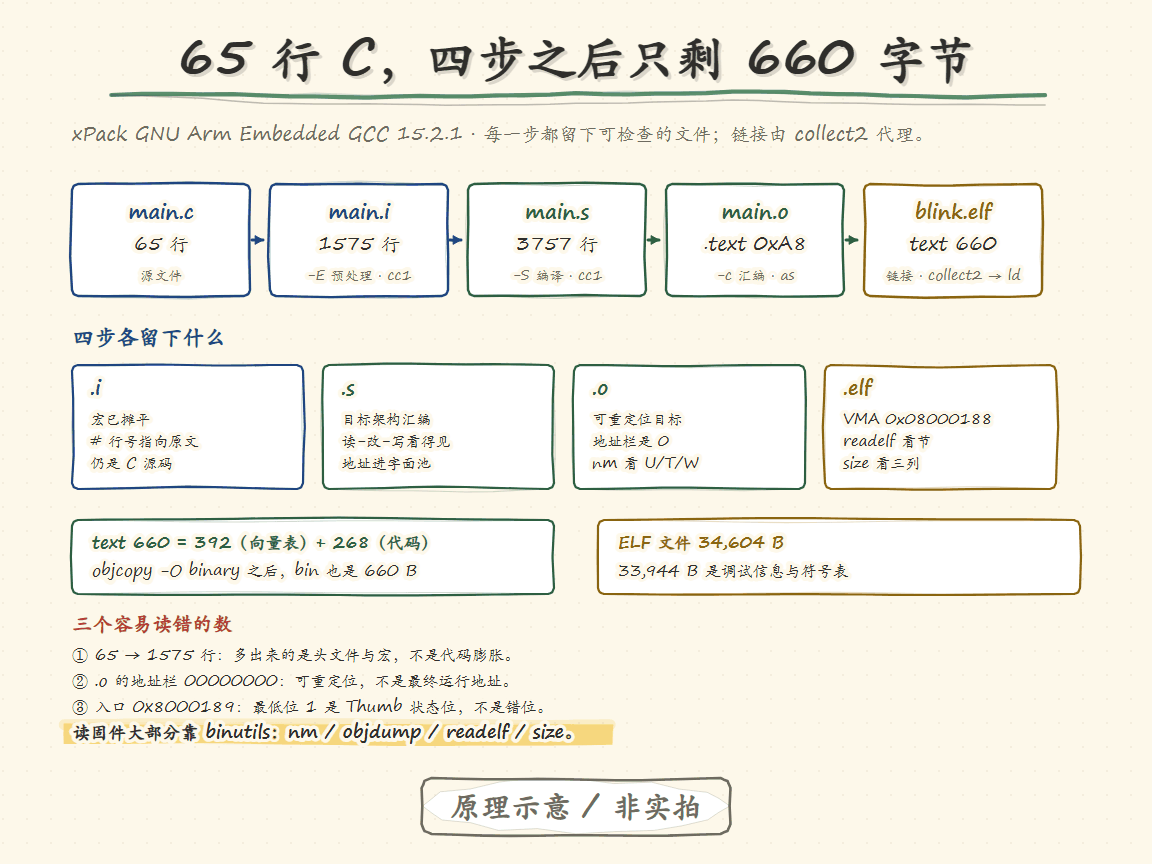 65 行 C，四步之后只剩 660 字节
xPack GNU Arm Embedded GCC 15.2.1 · 每一步都留下可检查的文件；链接由 collect2 代理。
main.c
65 行
源文件
main.i
1575 行
-E 预处理 · cc1
main.s
3757 行
-S 编译 · cc1
main.o
.text 0xA8
-c 汇编 · as
blink.elf
text 660
链接 · collect2 → ld
四步各留下什么
.i
宏已摊平
# 行号指向原文
仍是 C 源码
.s
目标架构汇编
读-改-写看得见
地址进字面池
.o
可重定位目标
地址栏是 0
nm 看 U/T/W
.elf
VMA 0x08000188
readelf 看节
size 看三列
text 660 = 392（向量表）+ 268（代码）
objcopy -O binary 之后，bin 也是 660 B
ELF 文件 34,604 B
33,944 B 是调试信息与符号表
三个容易读错的数
① 65 → 1575 行：多出来的是头文件与宏，不是代码膨胀。
② .o 的地址栏 00000000：可重定位，不是最终运行地址。
③ 入口 0x8000189：最低位 1 是 Thumb 状态位，不是错位。
读固件大部分靠 binutils：nm / objdump / readelf / size。
原理示意 / 非实拍